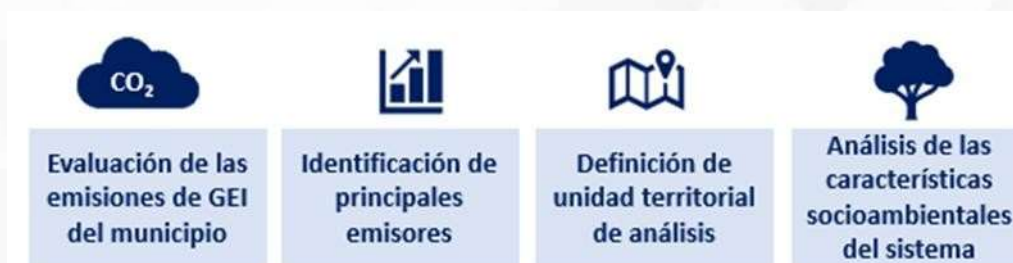 CO₂
Evaluación de las
emisiones de GEI
del municipio
Identificación de
principales
emisores
Definición de
unidad territorial
de análisis
Análisis de las
características
socioambientales
del sistema